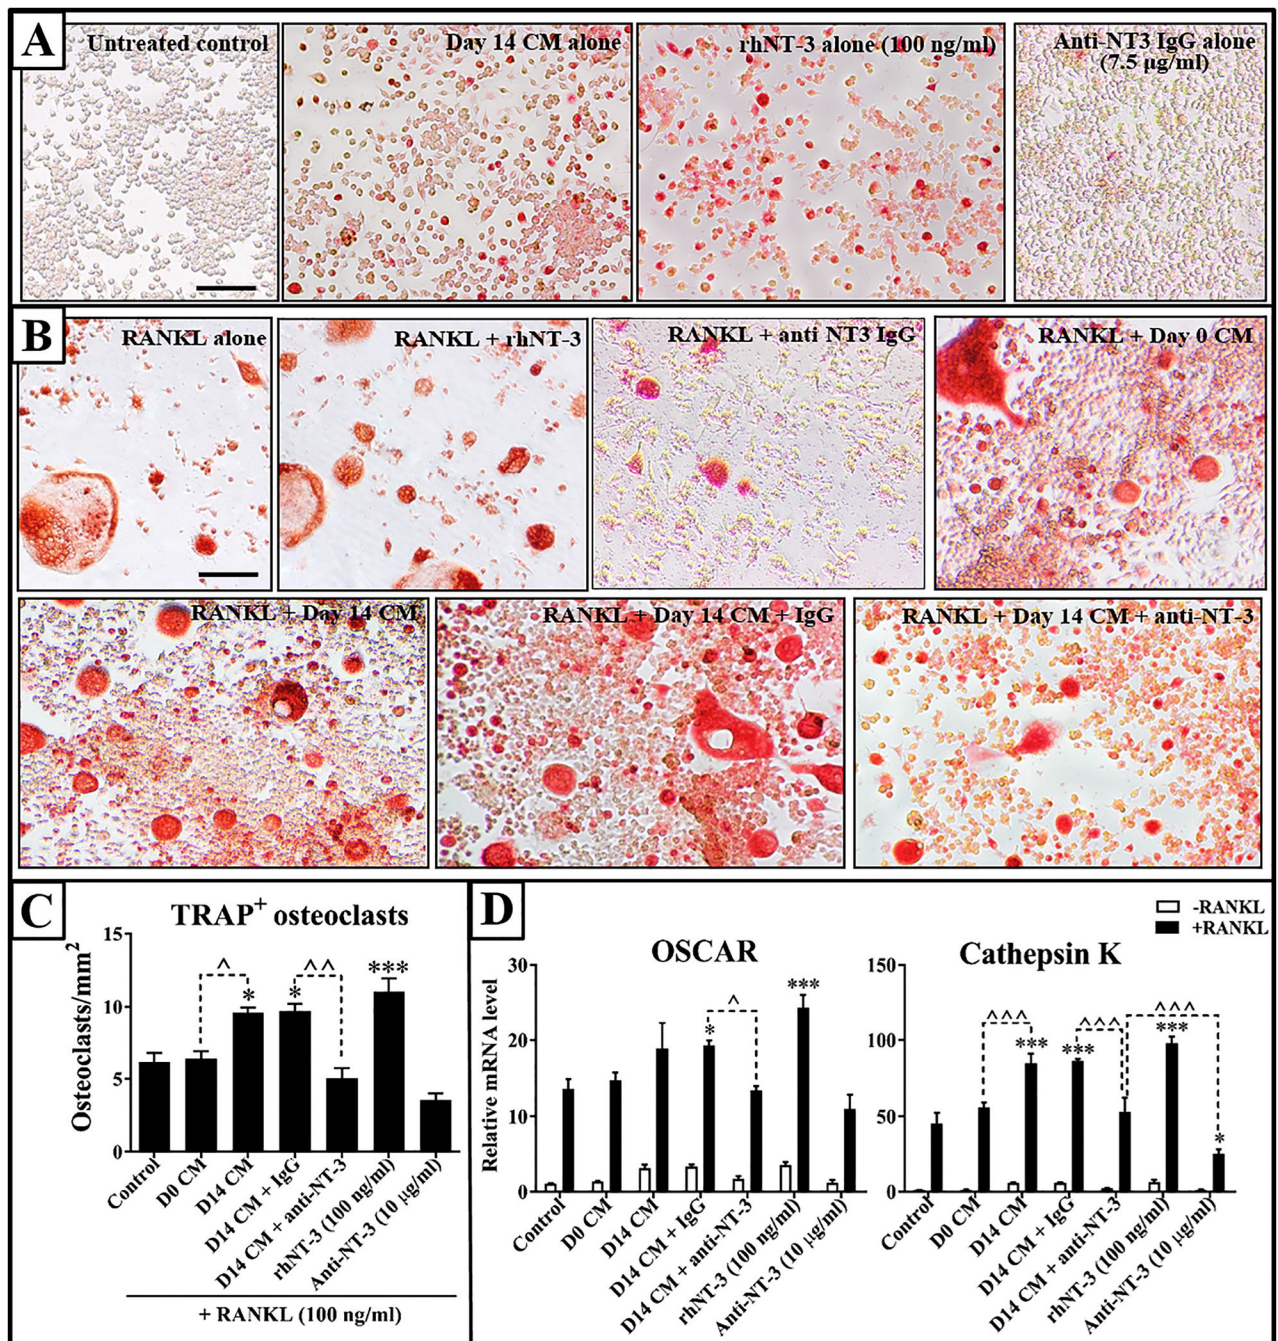 A
Untreated control
Day 14 CM alone
rhNT-3 alone (100 ng/ml)
Anti-NT3 IgG alone
(7.5 µg/ml)
B
RANKL alone
RANKL + rhNT-3
RANKL + anti NT3 IgG
RANKL + Day 0 CM
RANKL + Day 14 CM
RANKL + Day 14 CM + IgG
RANKL + Day 14 CM + anti-NT-3
C
TRAP+ osteoclasts
Osteoclasts/mm2
15
10
5
0
^
^^
*
*
***
Control
D0 CM
D14 CM
D14 CM + IgG
D14 CM + anti-NT-3
rhNT-3 (100 ng/ml)
Anti-NT-3 (10 µg/ml)
+ RANKL (100 ng/ml)
D
-RANKL
+RANKL
OSCAR
Relative mRNA level
30
20
10
0
^
*
***
Control
D0 CM
D14 CM
D14 CM + IgG
D14 CM + anti-NT-3
rhNT-3 (100 ng/ml)
Anti-NT-3 (10 µg/ml)
Cathepsin K
150
100
50
0
^^^
^^^
^^^
***
***
***
*
Control
D0 CM
D14 CM
D14 CM + IgG
D14 CM + anti-NT-3
rhNT-3 (100 ng/ml)
Anti-NT-3 (10 µg/ml)